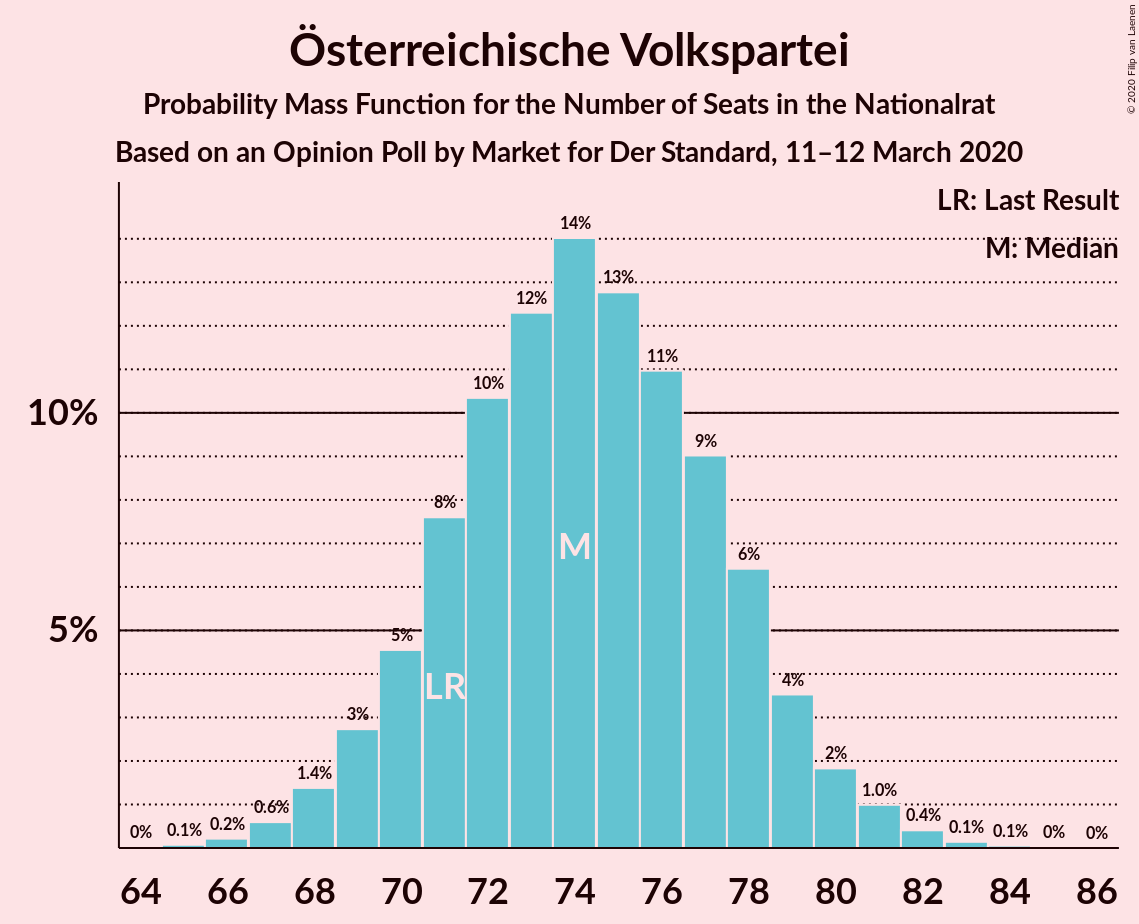 Österreichische Volkspartei
Probability Mass Function for the Number of Seats in the Nationalrat
Based on an Opinion Poll by Market for Der Standard, 11–12 March 2020
© 2020 Filip van Laenen
LR: Last Result
M: Median
10%
5%
0%
0.1%
0.2%
0.6%
1.4%
3%
5%
8%
10%
12%
14%
13%
11%
9%
6%
4%
2%
1.0%
0.4%
0.1%
0.1%
0%
0%
LR
M
64 66 68 70 72 74 76 78 80 82 84 86